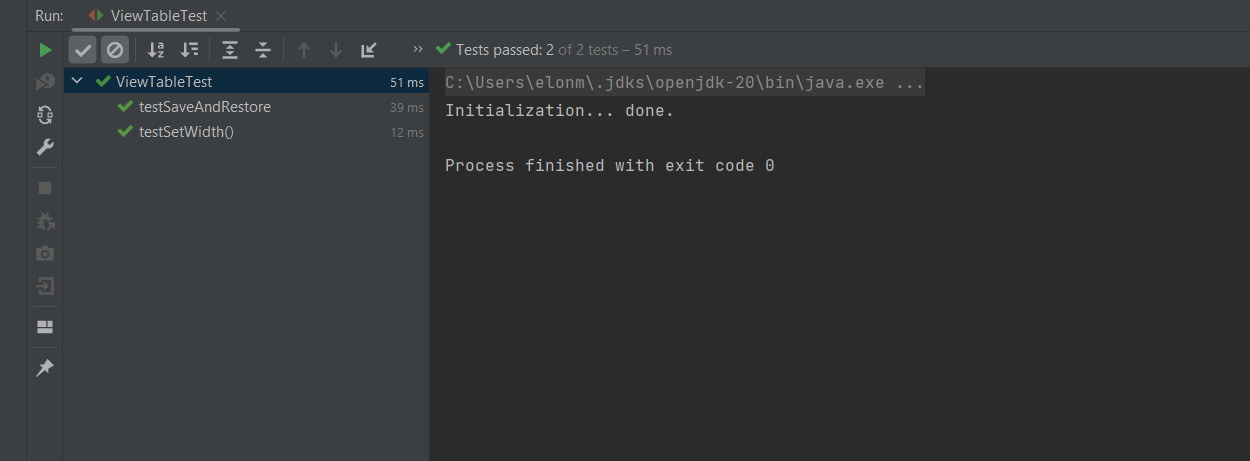 Run: ViewTableTest
Tests passed: 2 of 2 tests – 51 ms
ViewTableTest 51 ms
testSaveAndRestore 39 ms
testSetWidth() 12 ms
C:\Users\elonm\.jdks\openjdk-20\bin\java.exe ...
Initialization... done.
Process finished with exit code 0